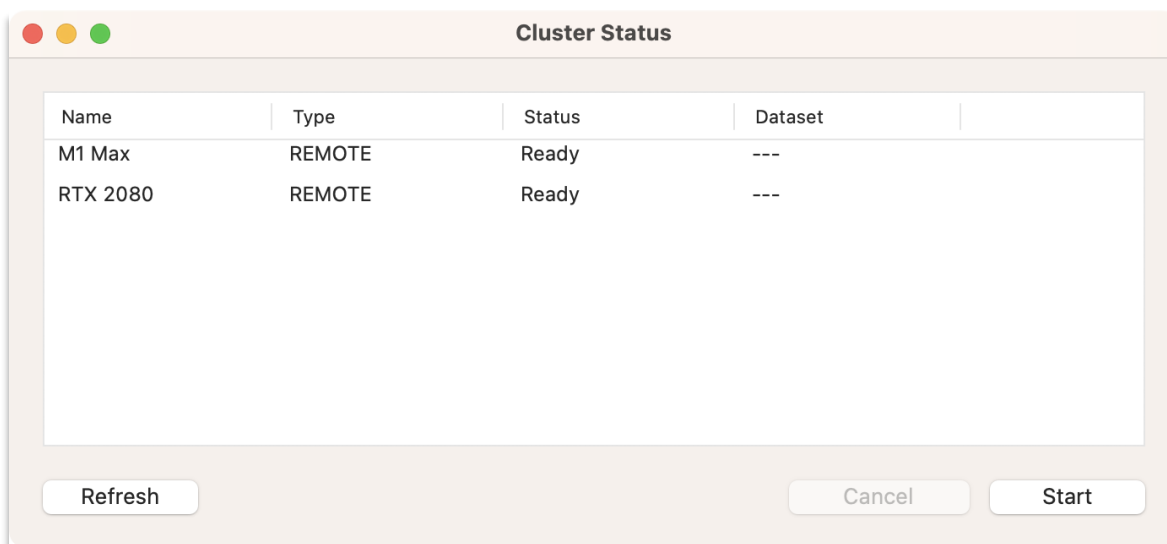 Cluster Status
Name Type Status Dataset
M1 Max REMOTE Ready ---
RTX 2080 REMOTE Ready ---
Refresh Cancel Start